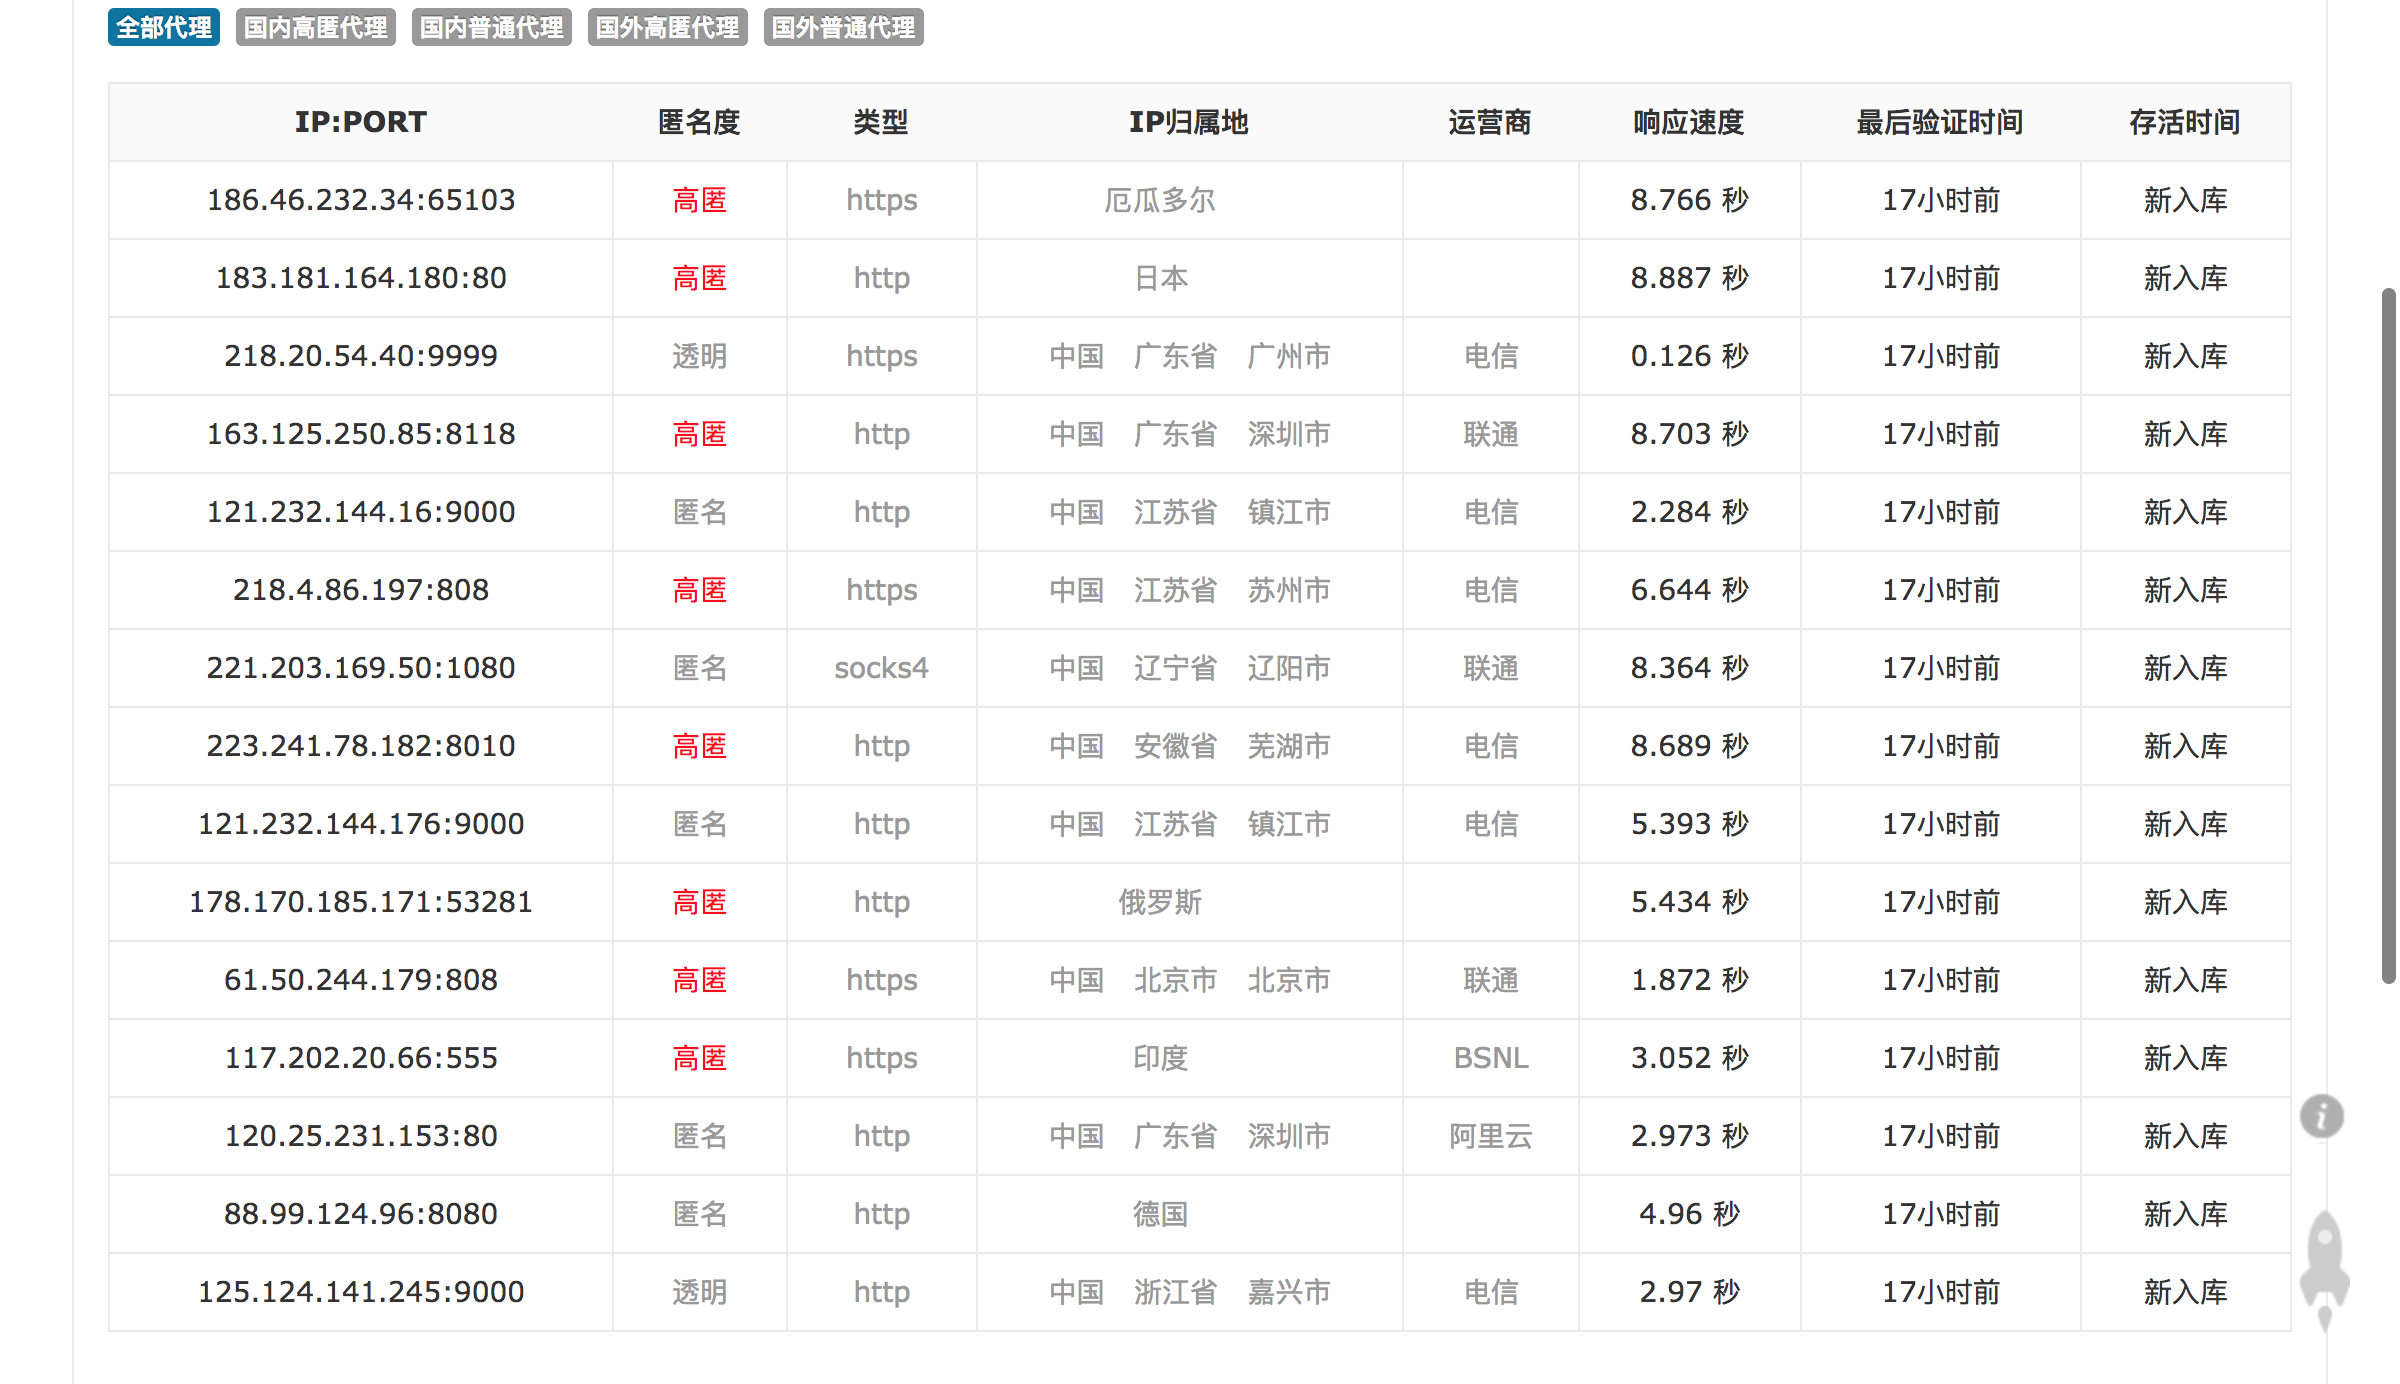 全部代理 国内高匿代理 国内普通代理 国外高匿代理 国外普通代理
IP:PORT 匿名度 类型 IP归属地 运营商 响应速度 最后验证时间 存活时间
186.46.232.34:65103 高匿 https 厄瓜多尔 8.766 秒 17小时前 新入库
183.181.164.180:80 高匿 http 日本 8.887 秒 17小时前 新入库
218.20.54.40:9999 透明 https 中国 广东省 广州市 电信 0.126 秒 17小时前 新入库
163.125.250.85:8118 高匿 http 中国 广东省 深圳市 联通 8.703 秒 17小时前 新入库
121.232.144.16:9000 匿名 http 中国 江苏省 镇江市 电信 2.284 秒 17小时前 新入库
218.4.86.197:808 高匿 https 中国 江苏省 苏州市 电信 6.644 秒 17小时前 新入库
221.203.169.50:1080 匿名 socks4 中国 辽宁省 辽阳市 联通 8.364 秒 17小时前 新入库
223.241.78.182:8010 高匿 http 中国 安徽省 芜湖市 电信 8.689 秒 17小时前 新入库
121.232.144.176:9000 匿名 http 中国 江苏省 镇江市 电信 5.393 秒 17小时前 新入库
178.170.185.171:53281 高匿 http 俄罗斯 5.434 秒 17小时前 新入库
61.50.244.179:808 高匿 https 中国 北京市 北京市 联通 1.872 秒 17小时前 新入库
117.202.20.66:555 高匿 https 印度 BSNL 3.052 秒 17小时前 新入库
120.25.231.153:80 匿名 http 中国 广东省 深圳市 阿里云 2.973 秒 17小时前 新入库
88.99.124.96:8080 匿名 http 德国 4.96 秒 17小时前 新入库
125.124.141.245:9000 透明 http 中国 浙江省 嘉兴市 电信 2.97 秒 17小时前 新入库